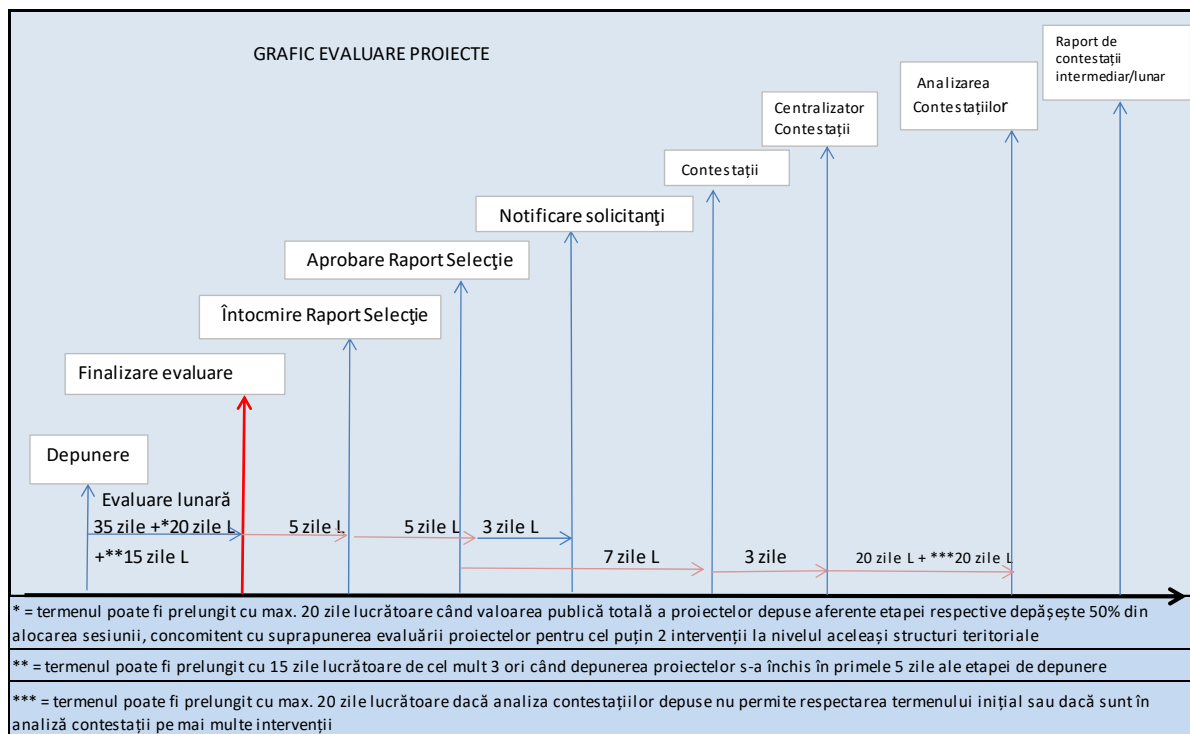 GRAFIC EVALUARE PROIECTE
Raport de
contestații
intermediar/lunar
Analizarea
Contestațiilor
Centralizator
Contestații
Contestații
Notificare solicitanţi
Aprobare Raport Selecţie
Întocmire Raport Selecţie
Finalizare evaluare
Depunere
Evaluare lunară
35 zile +*20 zile L
+**15 zile L
5 zile L
5 zile L
3 zile L
7 zile L
3 zile
20 zile L + ***20 zile L
* = termenul poate fi prelungit cu max. 20 zile lucrătoare când valoarea publică totală a proiectelor depuse aferente etapei respective depășește 50% din
alocarea sesiunii, concomitent cu suprapunerea evaluării proiectelor pentru cel puțin 2 intervenții la nivelul aceleași structuri teritoriale
** = termenul poate fi prelungit cu 15 zile lucrătoare de cel mult 3 ori când depunerea proiectelor s-a închis în primele 5 zile ale etapei de depunere
*** = termenul poate fi prelungit cu max. 20 zile lucrătoare dacă analiza contestațiilor depuse nu permite respectarea termenului inițial sau dacă sunt în
analiză contestații pe mai multe intervenții